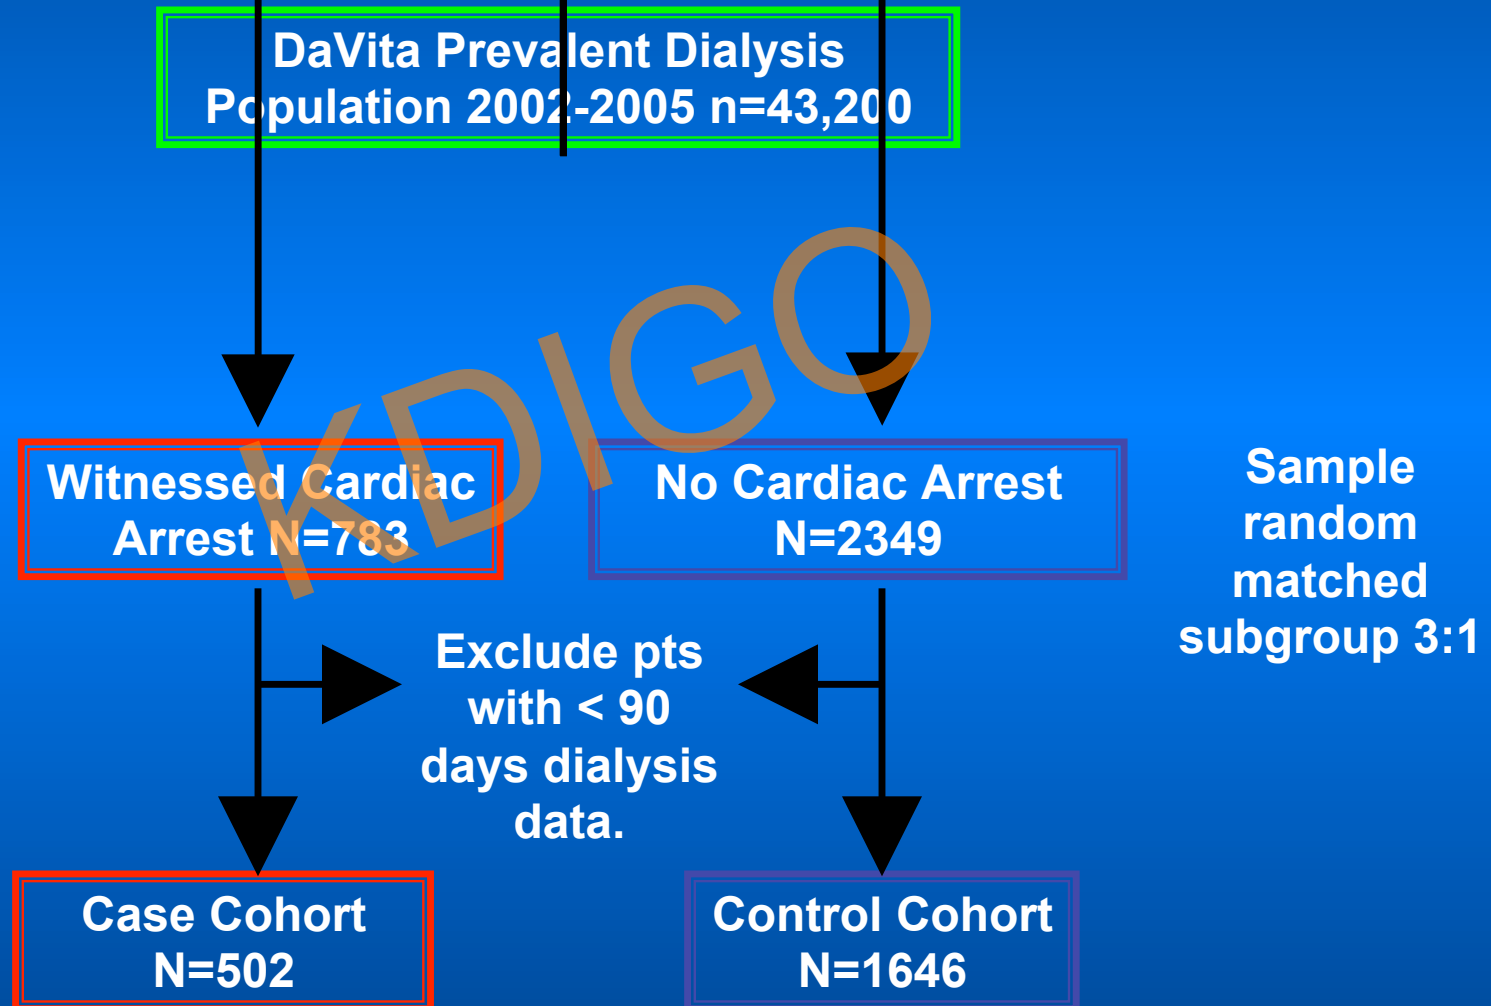 DaVita Prevalent Dialysis
Population 2002-2005 n=43,200
KDIGO
Witnessed Cardiac
Arrest N=783
No Cardiac Arrest
N=2349
Sample
random
matched
subgroup 3:1
Exclude pts
with < 90
days dialysis
data.
Case Cohort
N=502
Control Cohort
N=1646